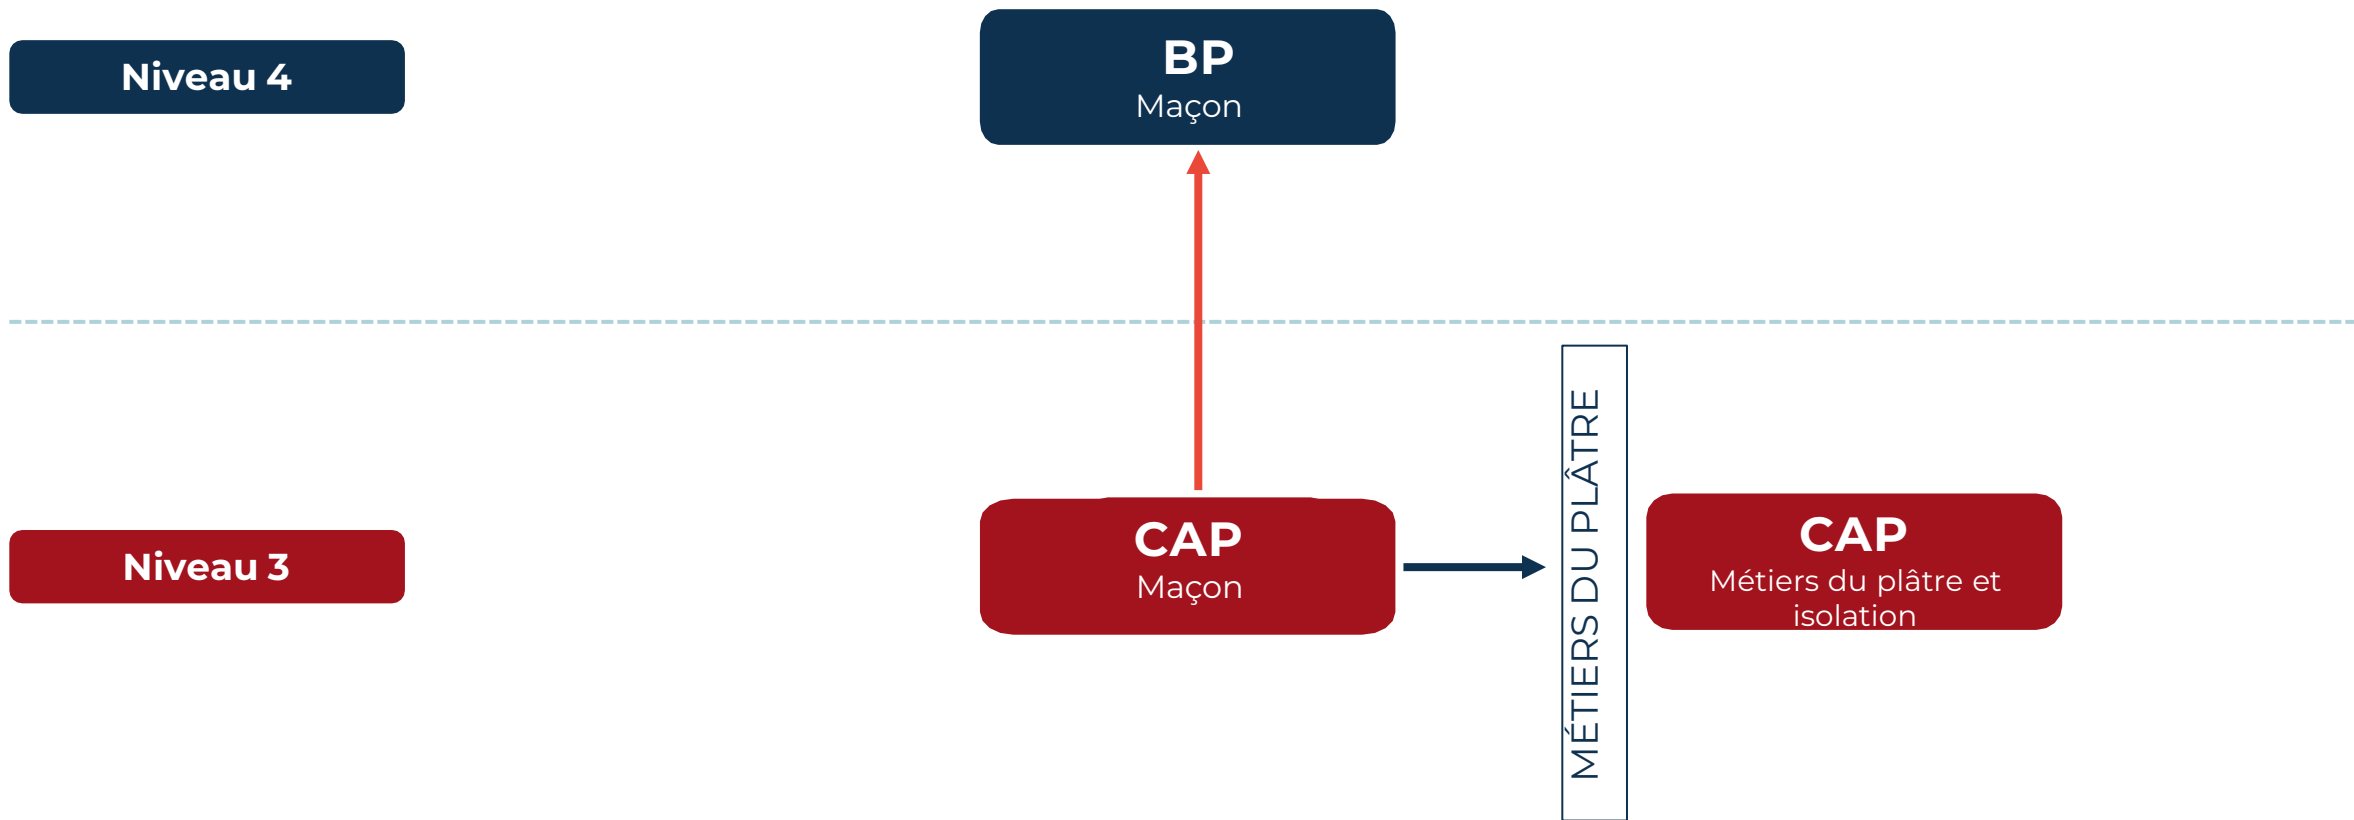 Niveau 4
BP
Maçon
MÉTIERS DU PLÂTRE
Niveau 3
CAP
Maçon
CAP
Métiers du plâtre et
isolation